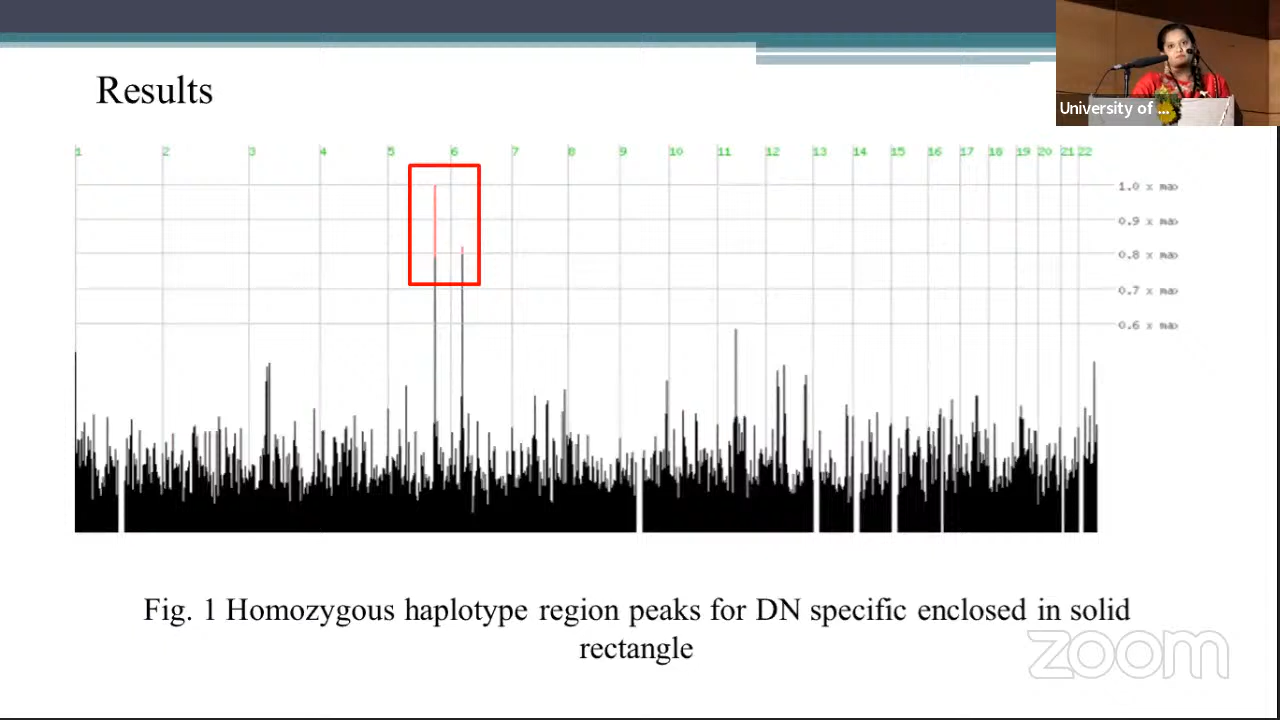 Results
University of ...
1 2 3 4 5 6 7 8 9 10 11 12 13 14 15 16 17 18 19 20 21 22
1.0 x max
0.9 x max
0.8 x max
0.7 x max
0.6 x max
Fig. 1 Homozygous haplotype region peaks for DN specific enclosed in solid
rectangle
zoom